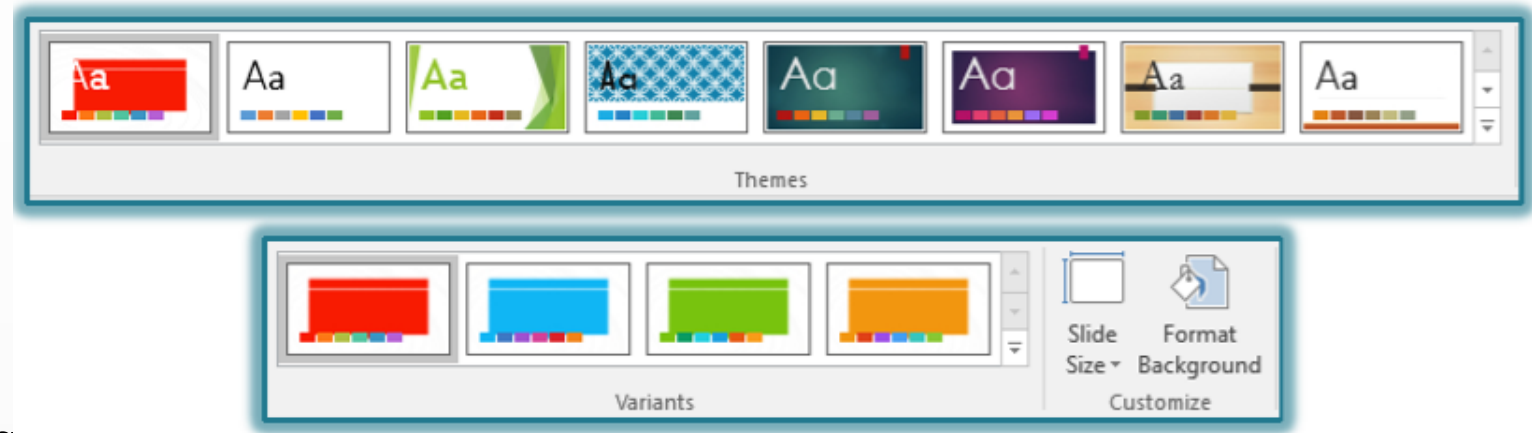 Aa Aa Aa Aa Aa Aa Aa Aa
Themes
Slide Format
Size Background
Variants Customize